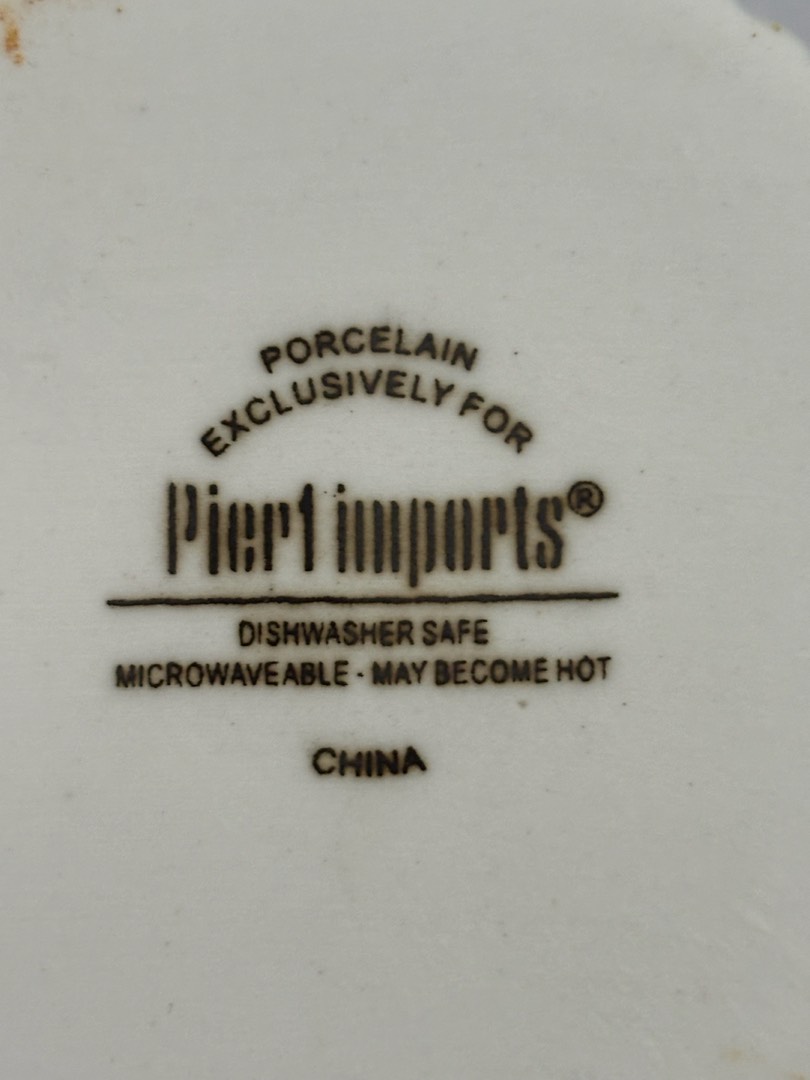 PORCELAIN
EXCLUSIVELY FOR
Pier1 imports®
DISHWASHER SAFE
MICROWAVEABLE · MAY BECOME HOT
CHINA